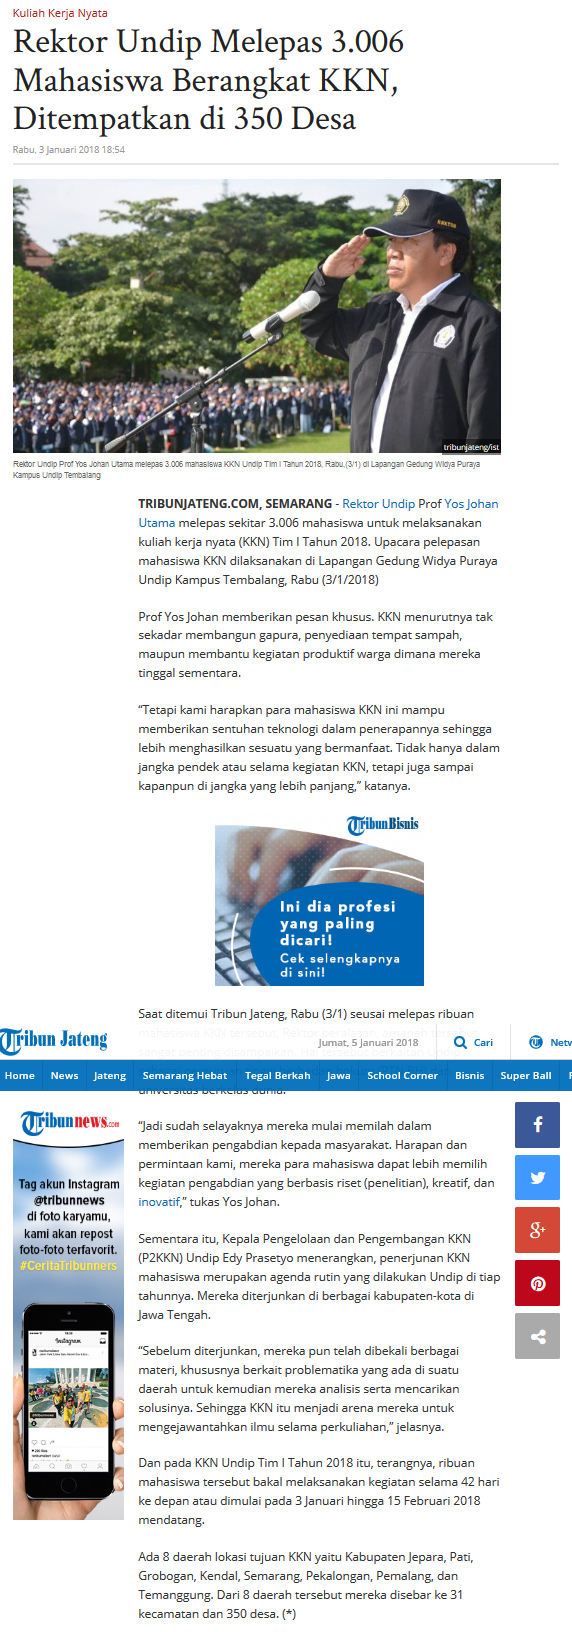 Kuliah Kerja Nyata
Rektor Undip Melepas 3.006
Mahasiswa Berangkat KKN,
Ditempatkan di 350 Desa
Rabu, 3 Januari 2018 18:54
REKTOR
tribunjateng/ist
Rektor Undip Prof Yos Johan Utama melepas 3.006 mahasiswa KKN Undip Tim I Tahun 2018, Rabu,(3/1) di Lapangan Gedung Widya Puraya
Kampus Undip Tembalang
TRIBUNJATENG.COM, SEMARANG - Rektor Undip Prof Yos Johan
Utama melepas sekitar 3.006 mahasiswa untuk melaksanakan
kuliah kerja nyata (KKN) Tim I Tahun 2018. Upacara pelepasan
mahasiswa KKN dilaksanakan di Lapangan Gedung Widya Puraya
Undip Kampus Tembalang, Rabu (3/1/2018)
Prof Yos Johan memberikan pesan khusus. KKN menurutnya tak
sekadar membangun gapura, penyediaan tempat sampah,
maupun membantu kegiatan produktif warga dimana mereka
tinggal sementara.
“Tetapi kami harapkan para mahasiswa KKN ini mampu
memberikan sentuhan teknologi dalam penerapannya sehingga
lebih menghasilkan sesuatu yang bermanfaat. Tidak hanya dalam
jangka pendek atau selama kegiatan KKN, tetapi juga sampai
kapanpun di jangka yang lebih panjang,” katanya.
TribunBisnis
Ini dia profesi
yang paling
dicari!
Cek selengkapnya
di sini!
Saat ditemui Tribun Jateng, Rabu (3/1) seusai melepas ribuan
Tribun Jateng
Jumat, 5 Januari 2018
Cari
Netw
Home News Jateng Semarang Hebat Tegal Berkah Jawa School Corner Bisnis Super Ball
universitas berkelas dunia.
Tribunnews.com
Tag akun Instagram
@tribunnews
di foto karyamu,
kami akan repost
foto-foto terfavorit.
#CeritaTribunners
Instagram
“Jadi sudah selayaknya mereka mulai memilah dalam
memberikan pengabdian kepada masyarakat. Harapan dan
permintaan kami, mereka para mahasiswa dapat lebih memilih
kegiatan pengabdian yang berbasis riset (penelitian), kreatif, dan
inovatif,” tukas Yos Johan.
Sementara itu, Kepala Pengelolaan dan Pengembangan KKN
(P2KKN) Undip Edy Prasetyo menerangkan, penerjunan KKN
mahasiswa merupakan agenda rutin yang dilakukan Undip di tiap
tahunnya. Mereka diterjunkan di berbagai kabupaten-kota di
Jawa Tengah.
“Sebelum diterjunkan, mereka pun telah dibekali berbagai
materi, khususnya berkait problematika yang ada di suatu
daerah untuk kemudian mereka analisis serta mencarikan
solusinya. Sehingga KKN itu menjadi arena mereka untuk
mengejawantahkan ilmu selama perkuliahan,” jelasnya.
Dan pada KKN Undip Tim I Tahun 2018 itu, terangnya, ribuan
mahasiswa tersebut bakal melaksanakan kegiatan selama 42 hari
ke depan atau dimulai pada 3 Januari hingga 15 Februari 2018
mendatang.
Ada 8 daerah lokasi tujuan KKN yaitu Kabupaten Jepara, Pati,
Grobogan, Kendal, Semarang, Pekalongan, Pemalang, dan
Temanggung. Dari 8 daerah tersebut mereka disebar ke 31
kecamatan dan 350 desa. (*)